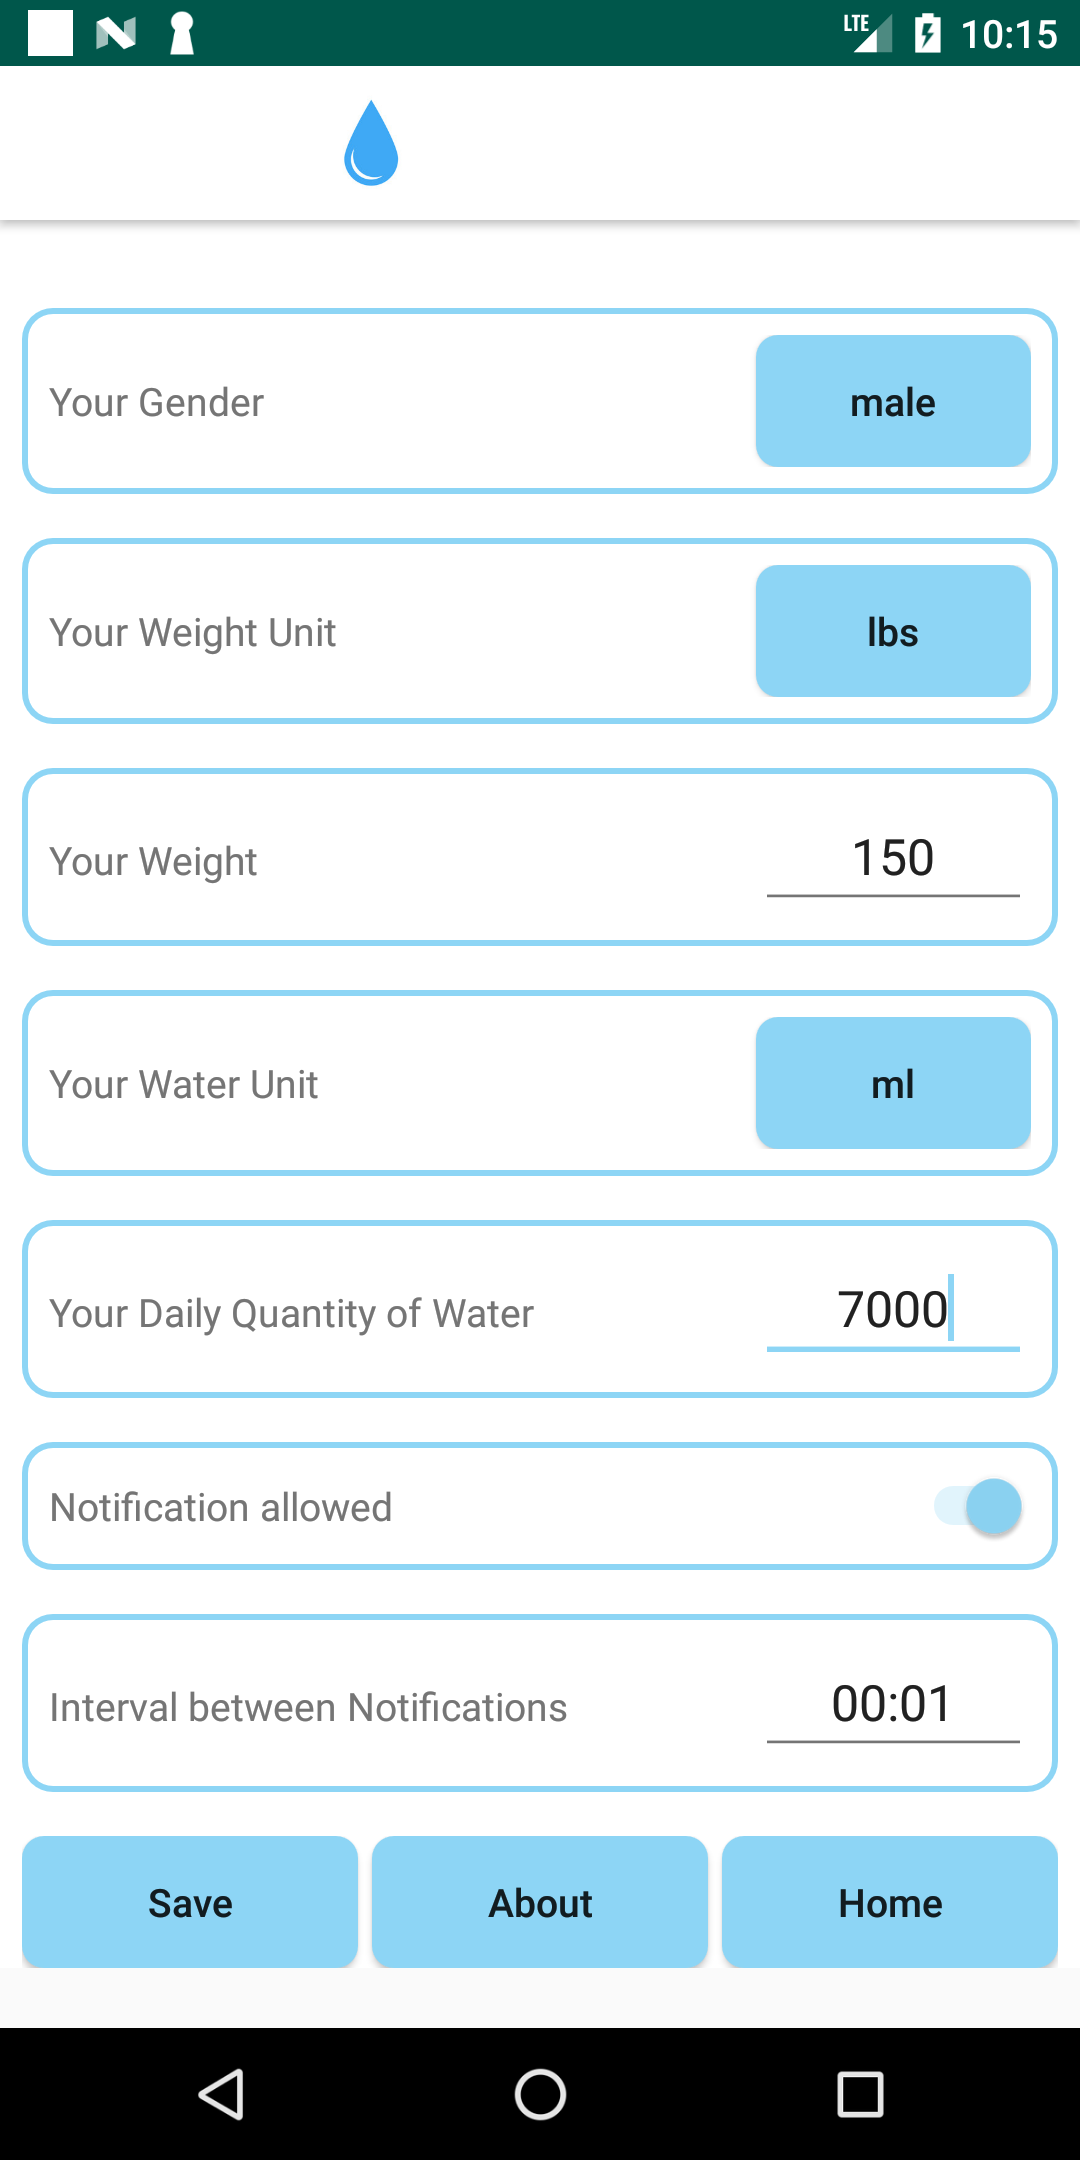 LTE 10:15
Your Gender male
Your Weight Unit lbs
Your Weight 150
Your Water Unit ml
Your Daily Quantity of Water 7000
Notification allowed
Interval between Notifications 00:01
Save About Home